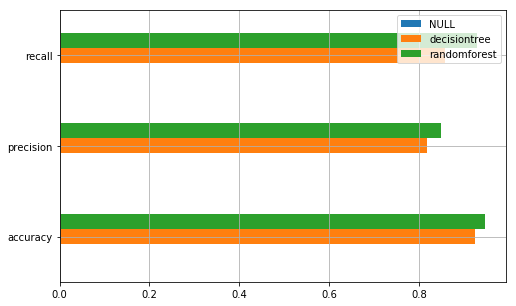 NULL
decisiontree
randomforest
recall
precision
accuracy
0.0 0.2 0.4 0.6 0.8